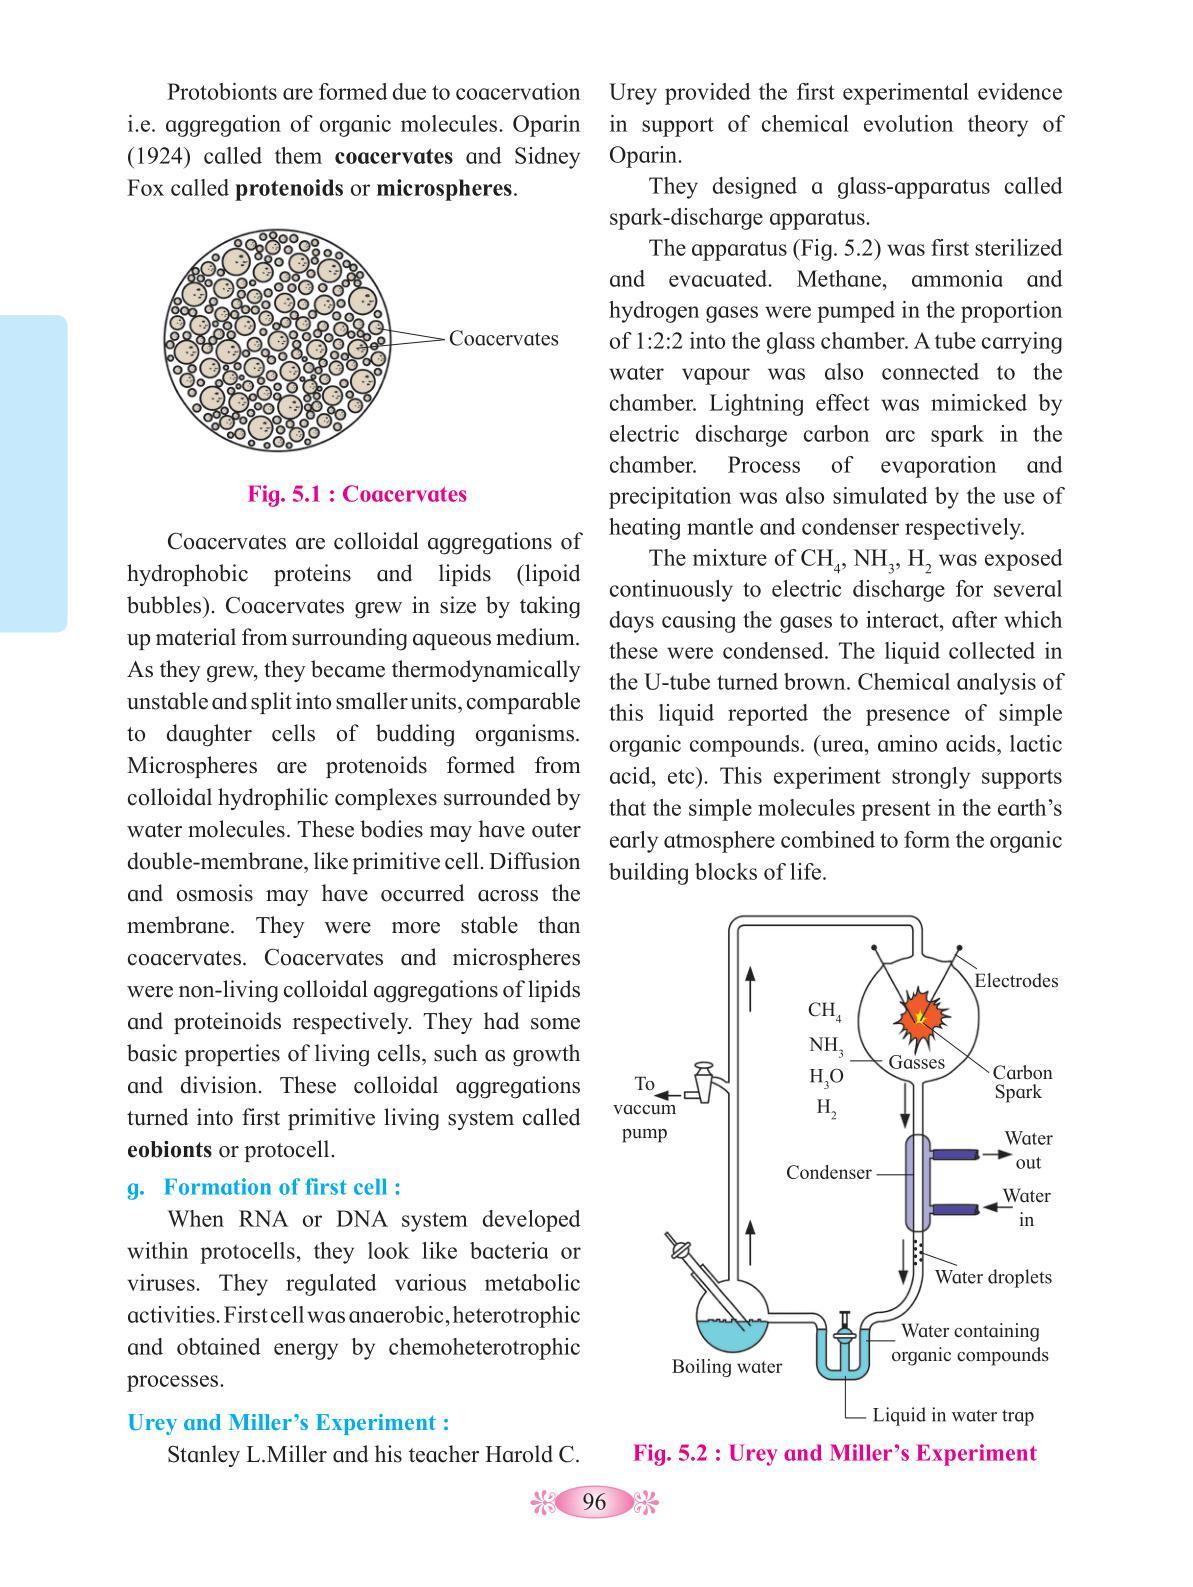 Protobionts are formed due to coacervation
i.e. aggregation of organic molecules. Oparin
(1924) called them coacervates and Sidney
Fox called protenoids or microspheres.
Coacervates
Fig. 5.1 : Coacervates
Coacervates are colloidal aggregations of
hydrophobic proteins and lipids (lipoid
bubbles). Coacervates grew in size by taking
up material from surrounding aqueous medium.
As they grew, they became thermodynamically
unstable and split into smaller units, comparable
to daughter cells of budding organisms.
Microspheres are protenoids formed from
colloidal hydrophilic complexes surrounded by
water molecules. These bodies may have outer
double-membrane, like primitive cell. Diffusion
and osmosis may have occurred across the
membrane. They were more stable than
coacervates. Coacervates and microspheres
were non-living colloidal aggregations of lipids
and proteinoids respectively. They had some
basic properties of living cells, such as growth
and division. These colloidal aggregations
turned into first primitive living system called
eobionts or protocell.
g. Formation of first cell :
When RNA or DNA system developed
within protocells, they look like bacteria or
viruses. They regulated various metabolic
activities. First cell was anaerobic, heterotrophic
and obtained energy by chemoheterotrophic
processes.
Urey and Miller's Experiment :
Stanley L.Miller and his teacher Harold C.
Urey provided the first experimental evidence
in support of chemical evolution theory of
Oparin.
They designed a glass-apparatus called
spark-discharge apparatus.
The apparatus (Fig. 5.2) was first sterilized
and evacuated. Methane, ammonia and
hydrogen gases were pumped in the proportion
of 1:2:2 into the glass chamber. A tube carrying
water vapour was also connected to the
chamber. Lightning effect was mimicked by
electric discharge carbon arc spark in the
chamber. Process of evaporation and
precipitation was also simulated by the use of
heating mantle and condenser respectively.
The mixture of CH₄, NH₃, H₂ was exposed
continuously to electric discharge for several
days causing the gases to interact, after which
these were condensed. The liquid collected in
the U-tube turned brown. Chemical analysis of
this liquid reported the presence of simple
organic compounds. (urea, amino acids, lactic
acid, etc). This experiment strongly supports
that the simple molecules present in the earth's
early atmosphere combined to form the organic
building blocks of life.
Electrodes
CH₄
NH₃
H₃O
H₂
Gasses
Carbon
Spark
To
vaccum
pump
Water
out
Condenser
Water
in
Water droplets
Water containing
organic compounds
Boiling water
Liquid in water trap
Fig. 5.2 : Urey and Miller's Experiment
96